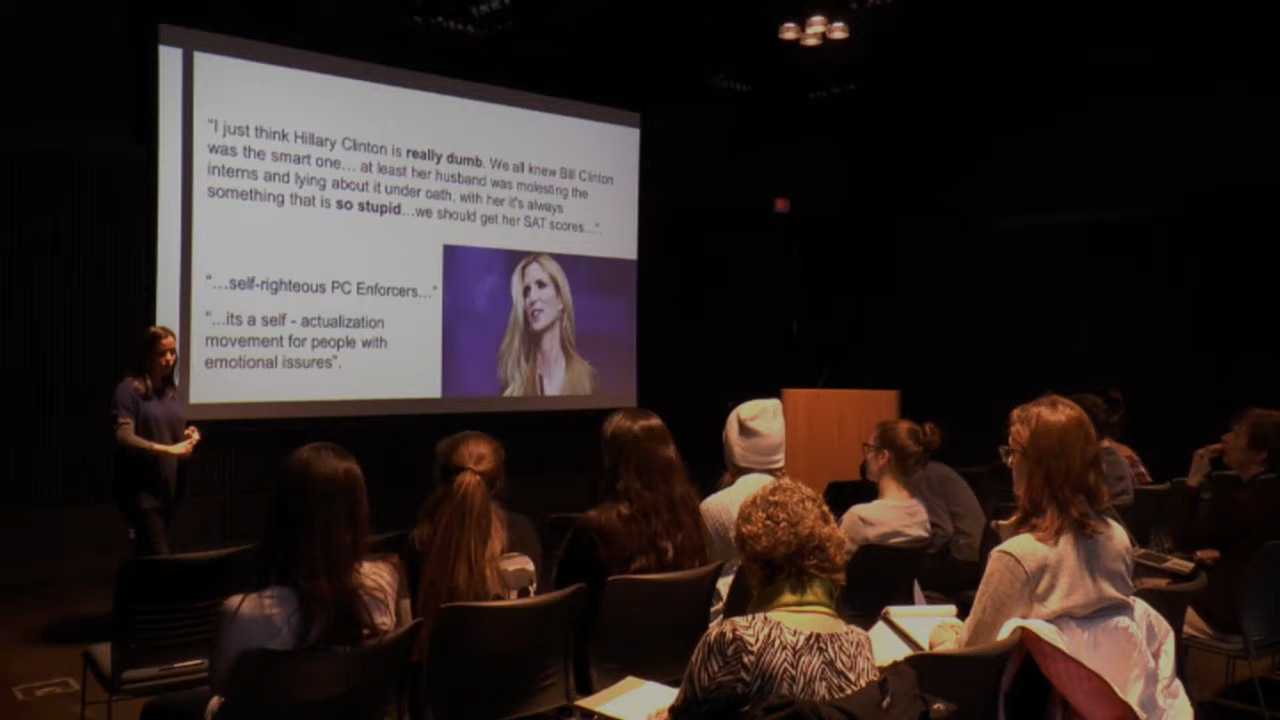 "I just think Hillary Clinton is really dumb. We all knew Bill Clinton
was the smart one... at least her husband was molesting the
interns and lying about it under oath, with her it's always
something that is so stupid...we should get her SAT scores...".
"...self-righteous PC Enforcers..."
"...its a self - actualization
movement for people with
emotional issures".